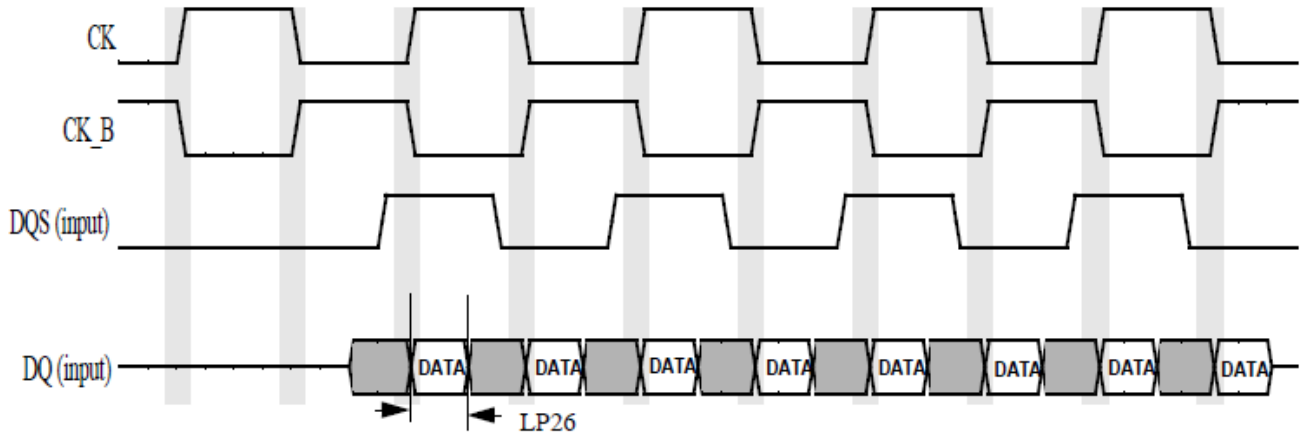 CK
CK_B
DQS (input)
DQ (input)
DATA DATA DATA DATA DATA DATA DATA DATA
LP26